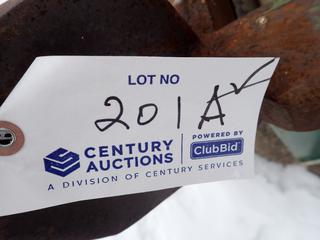 LOT NO
201A
CENTURY AUCTIONS
POWERED BY ClubBid
A DIVISION OF CENTURY SERVICES